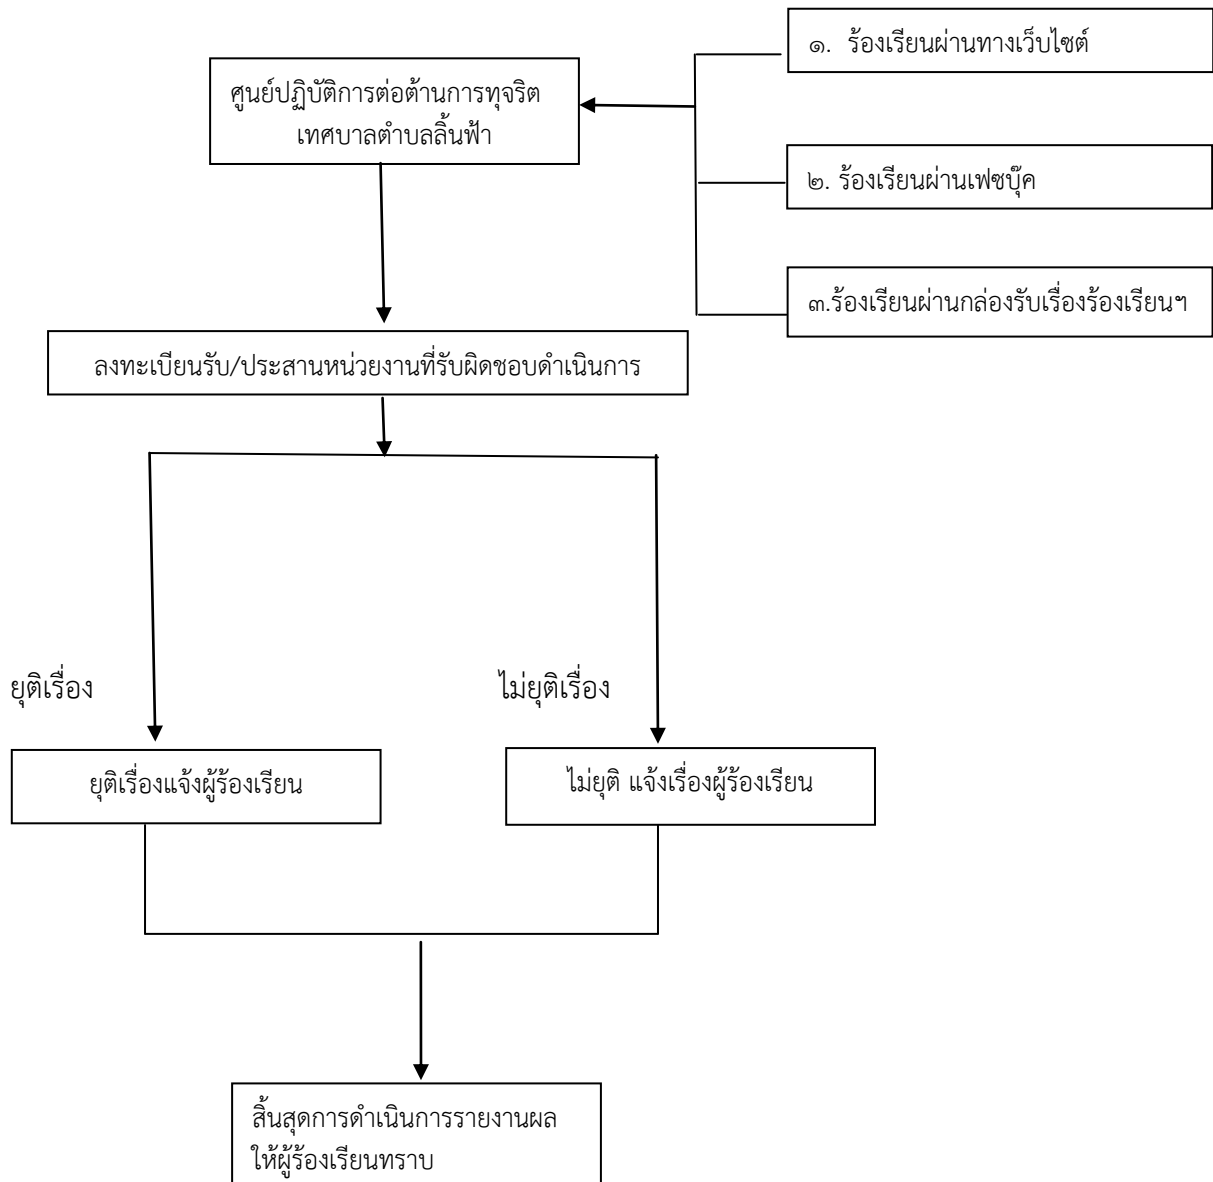 ๑. ร้องเรียนผ่านทางเว็บไซต์
ศูนย์ปฏิบัติการต่อต้านการทุจริต
เทศบาลตำบลลิ้นฟ้า
๒. ร้องเรียนผ่านเฟซบุ๊ค
๓.ร้องเรียนผ่านกล่องรับเรื่องร้องเรียนฯ
ลงทะเบียนรับ/ประสานหน่วยงานที่รับผิดชอบดำเนินการ
ยุติเรื่อง
ไม่ยุติเรื่อง
ยุติเรื่องแจ้งผู้ร้องเรียน
ไม่ยุติ แจ้งเรื่องผู้ร้องเรียน
สิ้นสุดการดำเนินการรายงานผล
ให้ผู้ร้องเรียนทราบ